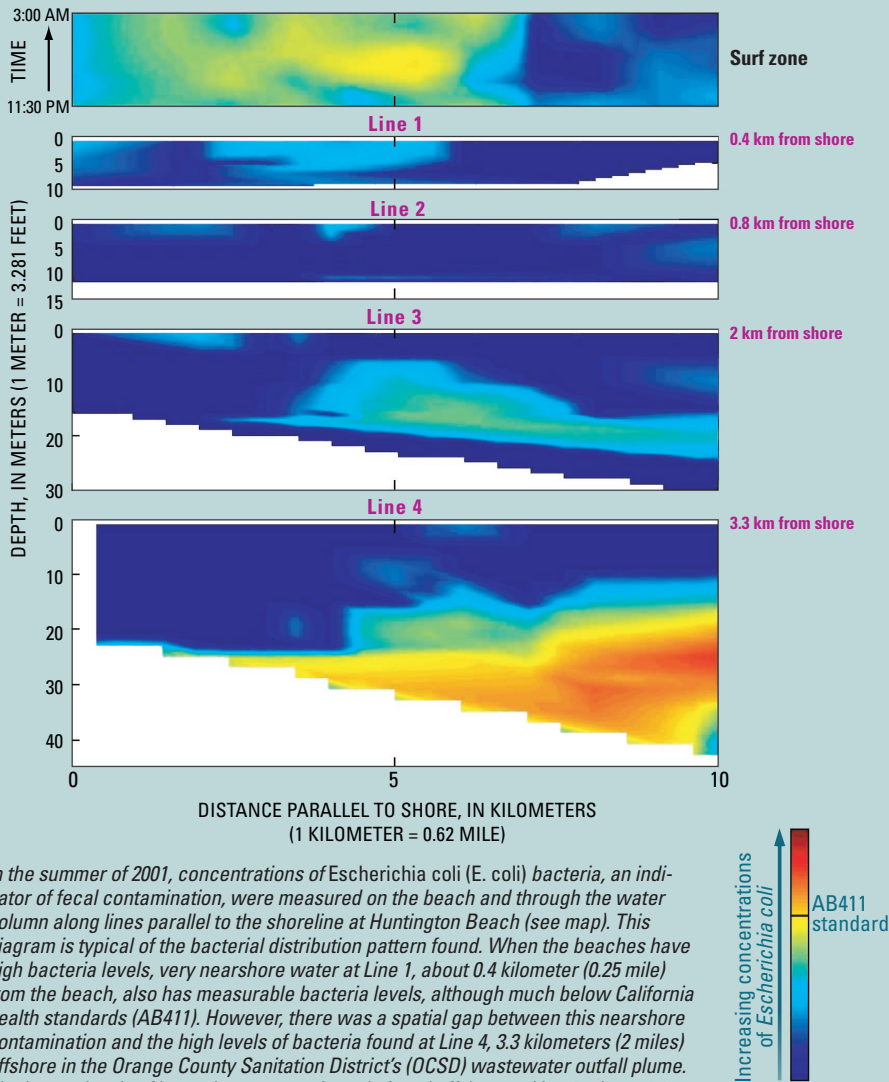 3:00 AM
TIME
11:30 PM
Surf zone
Line 1
0.4 km from shore
0
5
10
Line 2
0.8 km from shore
0
5
10
15
Line 3
2 km from shore
0
10
20
30
Line 4
3.3 km from shore
0
10
20
30
40
DEPTH, IN METERS (1 METER = 3.281 FEET)
0
5
10
DISTANCE PARALLEL TO SHORE, IN KILOMETERS
(1 KILOMETER = 0.62 MILE)
n the summer of 2001, concentrations of Escherichia coli (E. coli) bacteria, an indi-
ator of fecal contamination, were measured on the beach and through the water
olumn along lines parallel to the shoreline at Huntington Beach (see map). This
iagram is typical of the bacterial distribution pattern found. When the beaches have
igh bacteria levels, very nearshore water at Line 1, about 0.4 kilometer (0.25 mile)
rom the beach, also has measurable bacteria levels, although much below California
ealth standards (AB411). However, there was a spatial gap between this nearshore
ontamination and the high levels of bacteria found at Line 4, 3.3 kilometers (2 miles)
ffshore in the Orange County Sanitation District's (OCSD) wastewater outfall plume.
Increasing concentrations
of Escherichia coli
AB411
standard